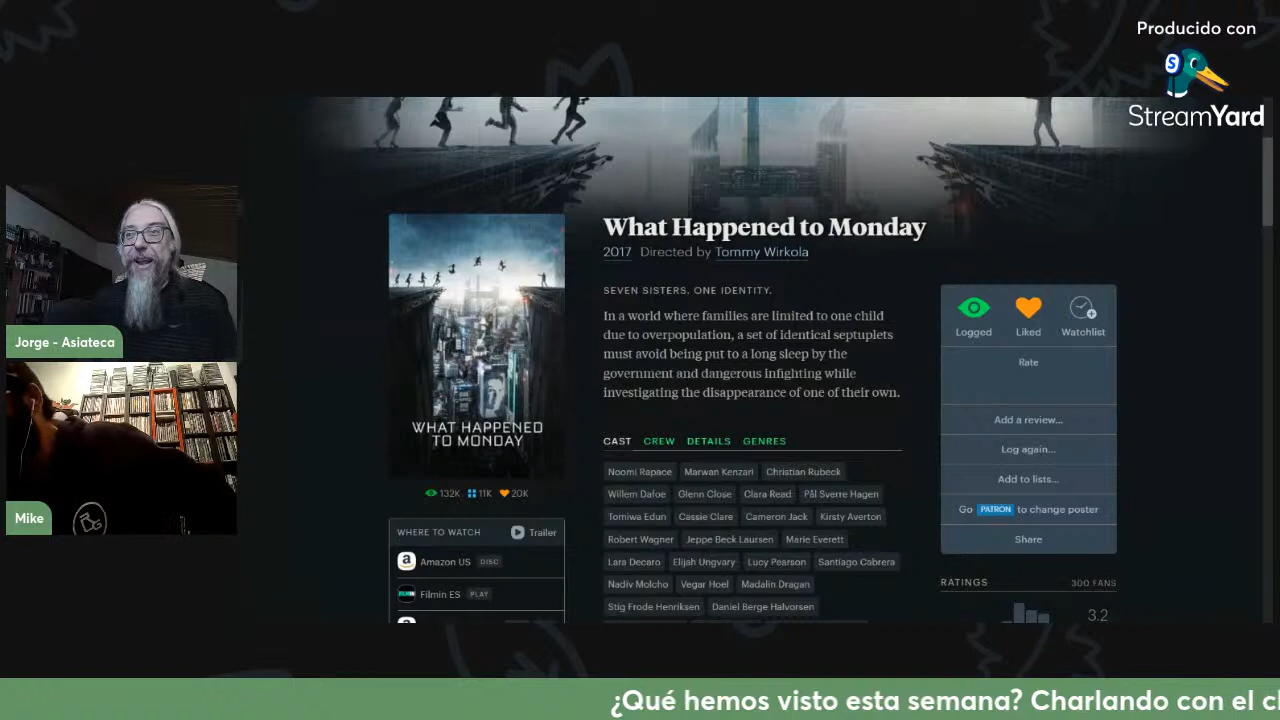 Producido con
S
StreamYard
What Happened to Monday
2017 Directed by Tommy Wirkola
SEVEN SISTERS. ONE IDENTITY.
In a world where families are limited to one child
due to overpopulation, a set of identical septuplets
must avoid being put to a long sleep by the
government and dangerous infighting while
investigating the disappearance of one of their own.
CAST CREW DETAILS GENRES
Noomi Rapace Marwan Kenzari Christian Rubeck
Willem Dafoe Glenn Close Clara Read Pål Sverre Hagen
Tomiwa Edun Cassie Clare Cameron Jack Kirsty Averton
Robert Wagner Jeppe Beck Laursen Marie Everett
Lara Decaro Elijah Ungvary Lucy Pearson Santiago Cabrera
Nadiv Molcho Vegar Hoel Madalin Dragan
Stig Frode Henriksen Daniel Berge Halvorsen
WHAT HAPPENED
TO MONDAY
132K 11K 20K
WHERE TO WATCH Trailer
Amazon US DISC
Filmin ES PLAY
Logged Liked Watchlist
Rate
Add a review...
Log again...
Add to lists...
Go PATRON to change poster
Share
RATINGS 300 FANS
3.2
Jorge - Asiateca
Mike
¿Qué hemos visto esta semana? Charlando con el c